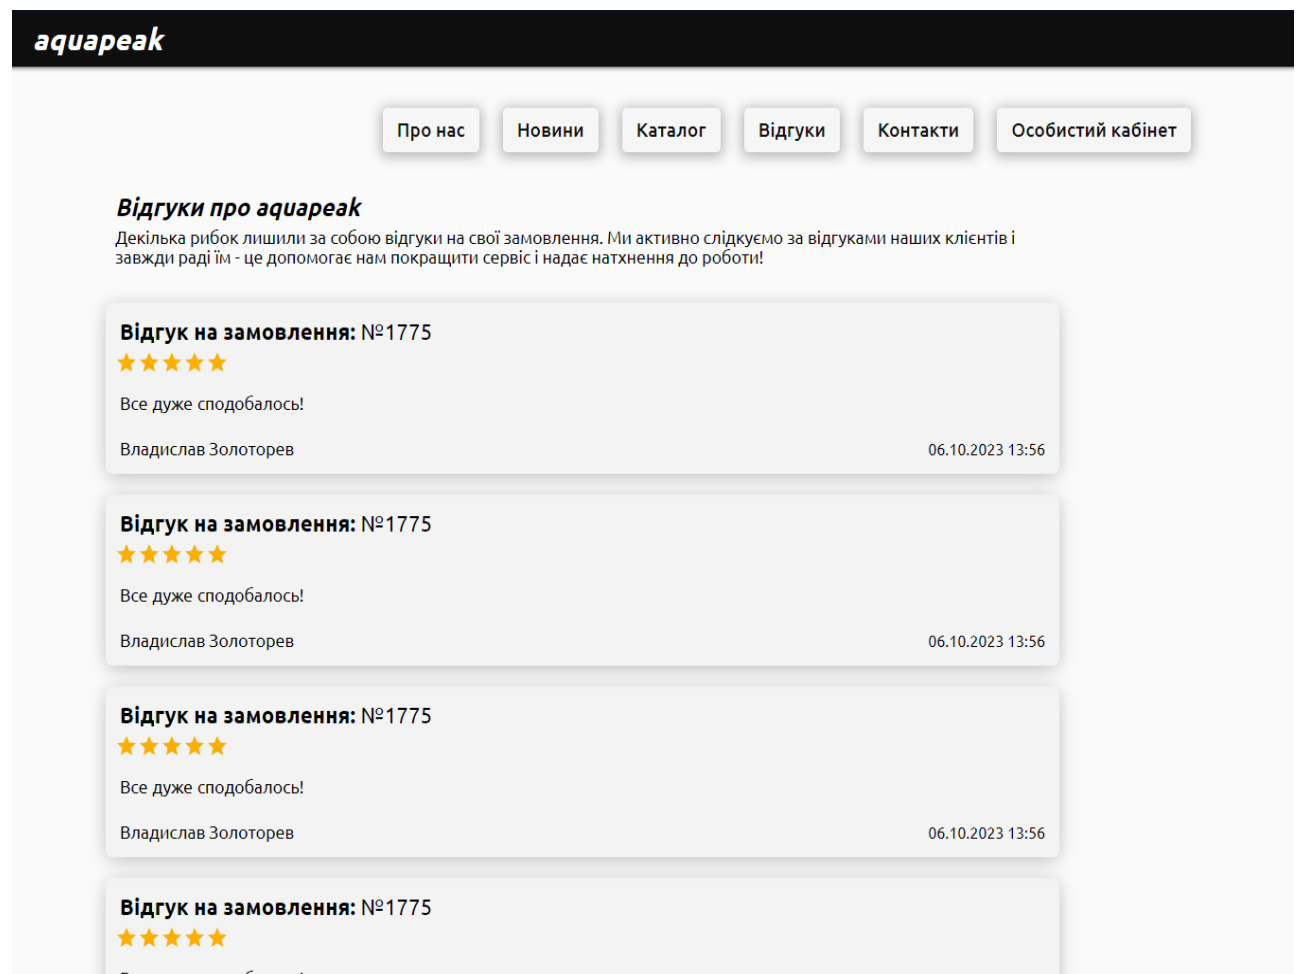 aquapeak
Про нас Новини Каталог Відгуки Контакти Особистий кабінет
Відгуки про aquapeak
Декілька рибок лишили за собою відгуки на свої замовлення. Ми активно слідкуємо за відгуками наших клієнтів і
завжди раді їм - це допомогає нам покращити сервіс і надає натхнення до роботи!
Відгук на замовлення: №1775
Все дуже сподобалось!
Владислав Золоторев 06.10.2023 13:56
Відгук на замовлення: №1775
Все дуже сподобалось!
Владислав Золоторев 06.10.2023 13:56
Відгук на замовлення: №1775
Все дуже сподобалось!
Владислав Золоторев 06.10.2023 13:56
Відгук на замовлення: №1775